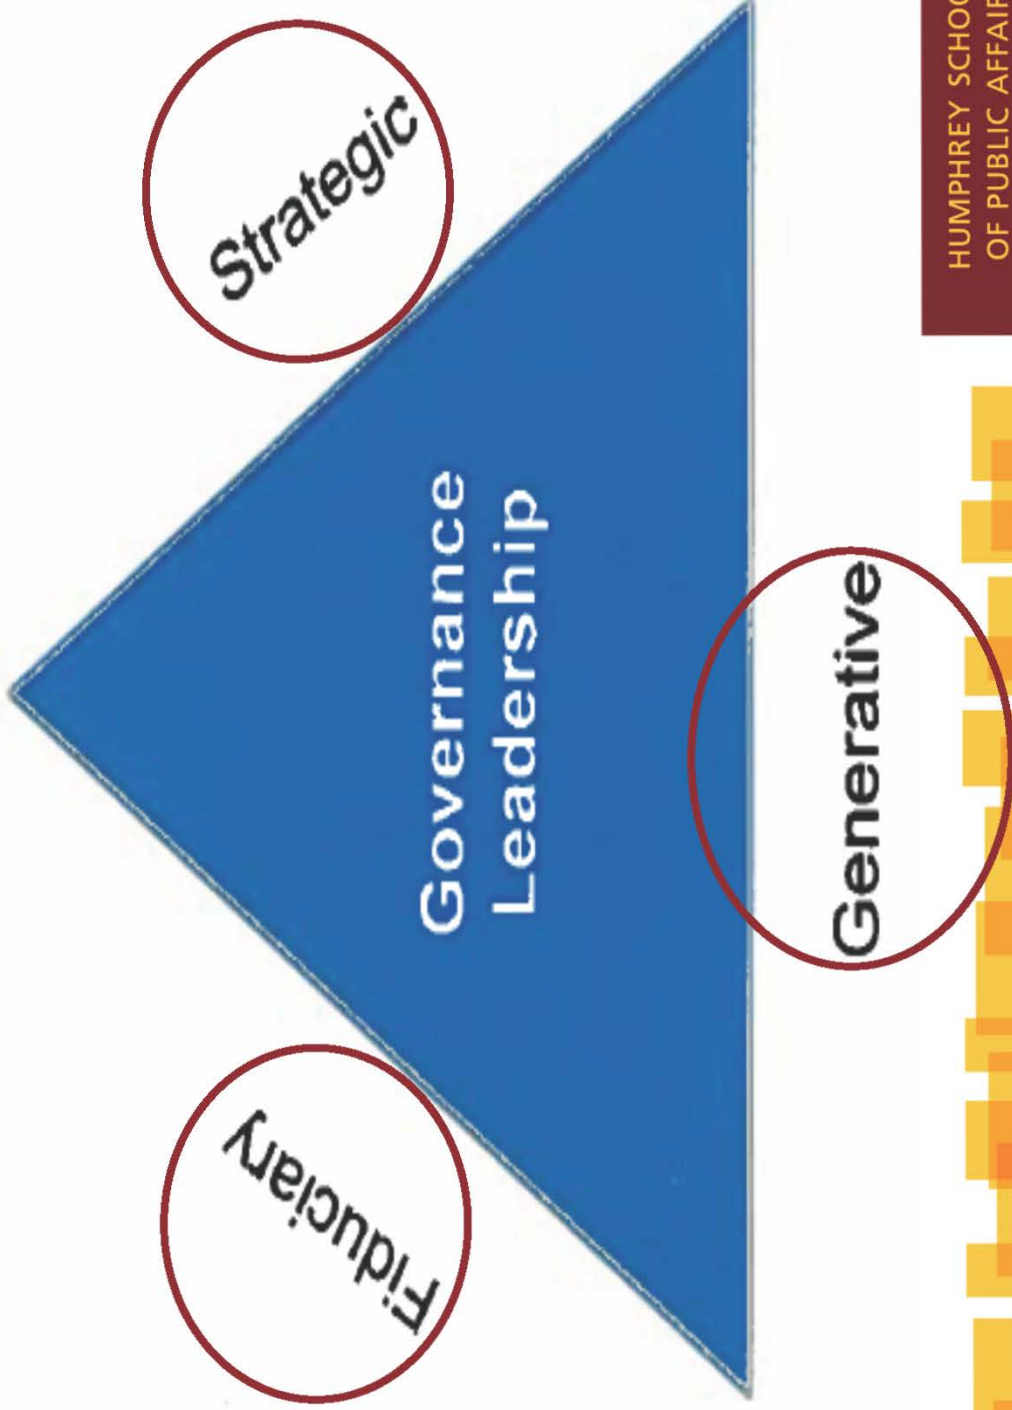 Fiduciary
Strategic
Governance
Leadership
Generative
HUMPHREY SCHOO
OF PUBLIC AFFAIR